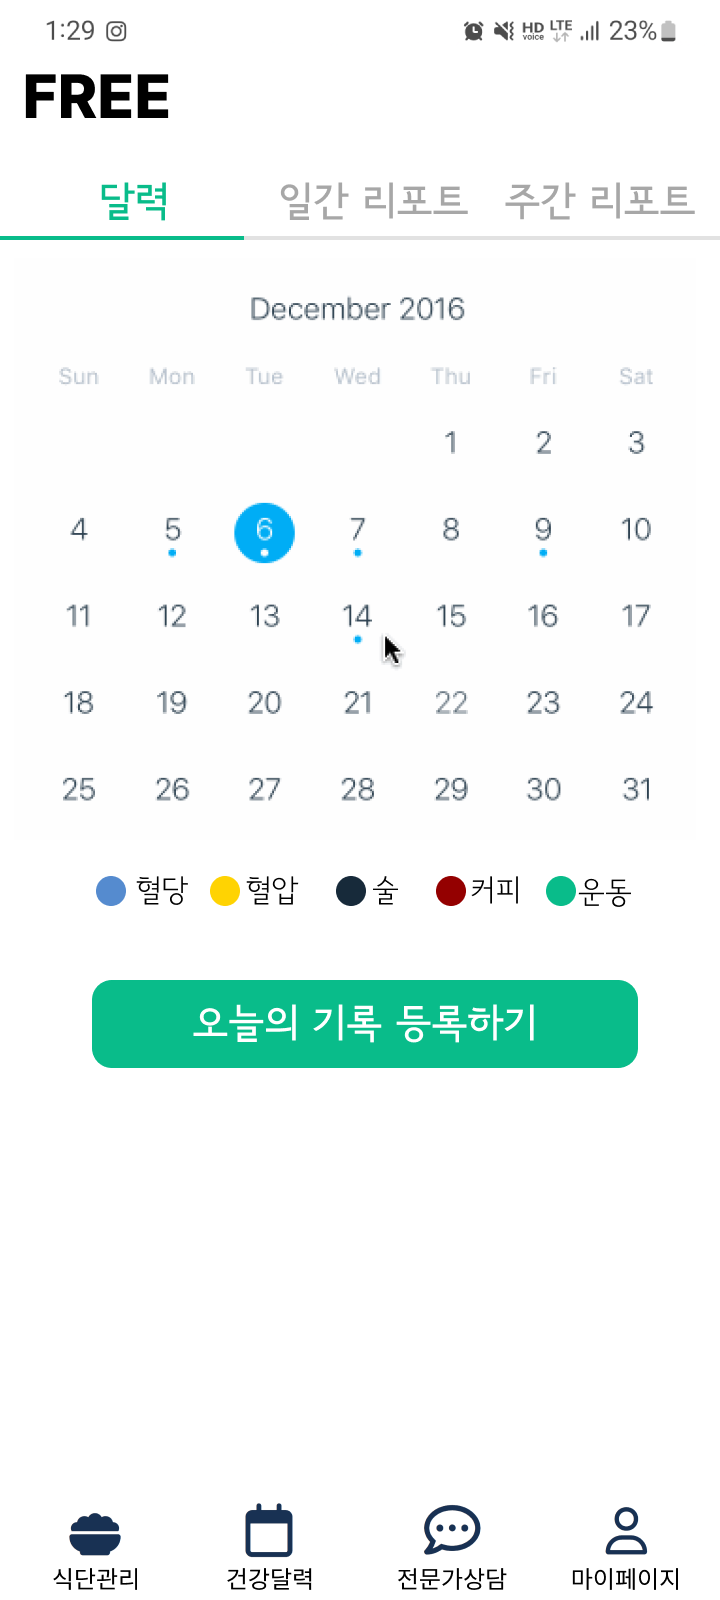 1:29 HD voice LTE 23%
FREE
달력 일간 리포트 주간 리포트
December 2016
Sun Mon Tue Wed Thu Fri Sat
1 2 3
4 5 6 7 8 9 10
11 12 13 14 15 16 17
18 19 20 21 22 23 24
25 26 27 28 29 30 31
혈당 혈압 술 커피 운동
오늘의 기록 등록하기
식단관리 건강달력 전문가상담 마이페이지